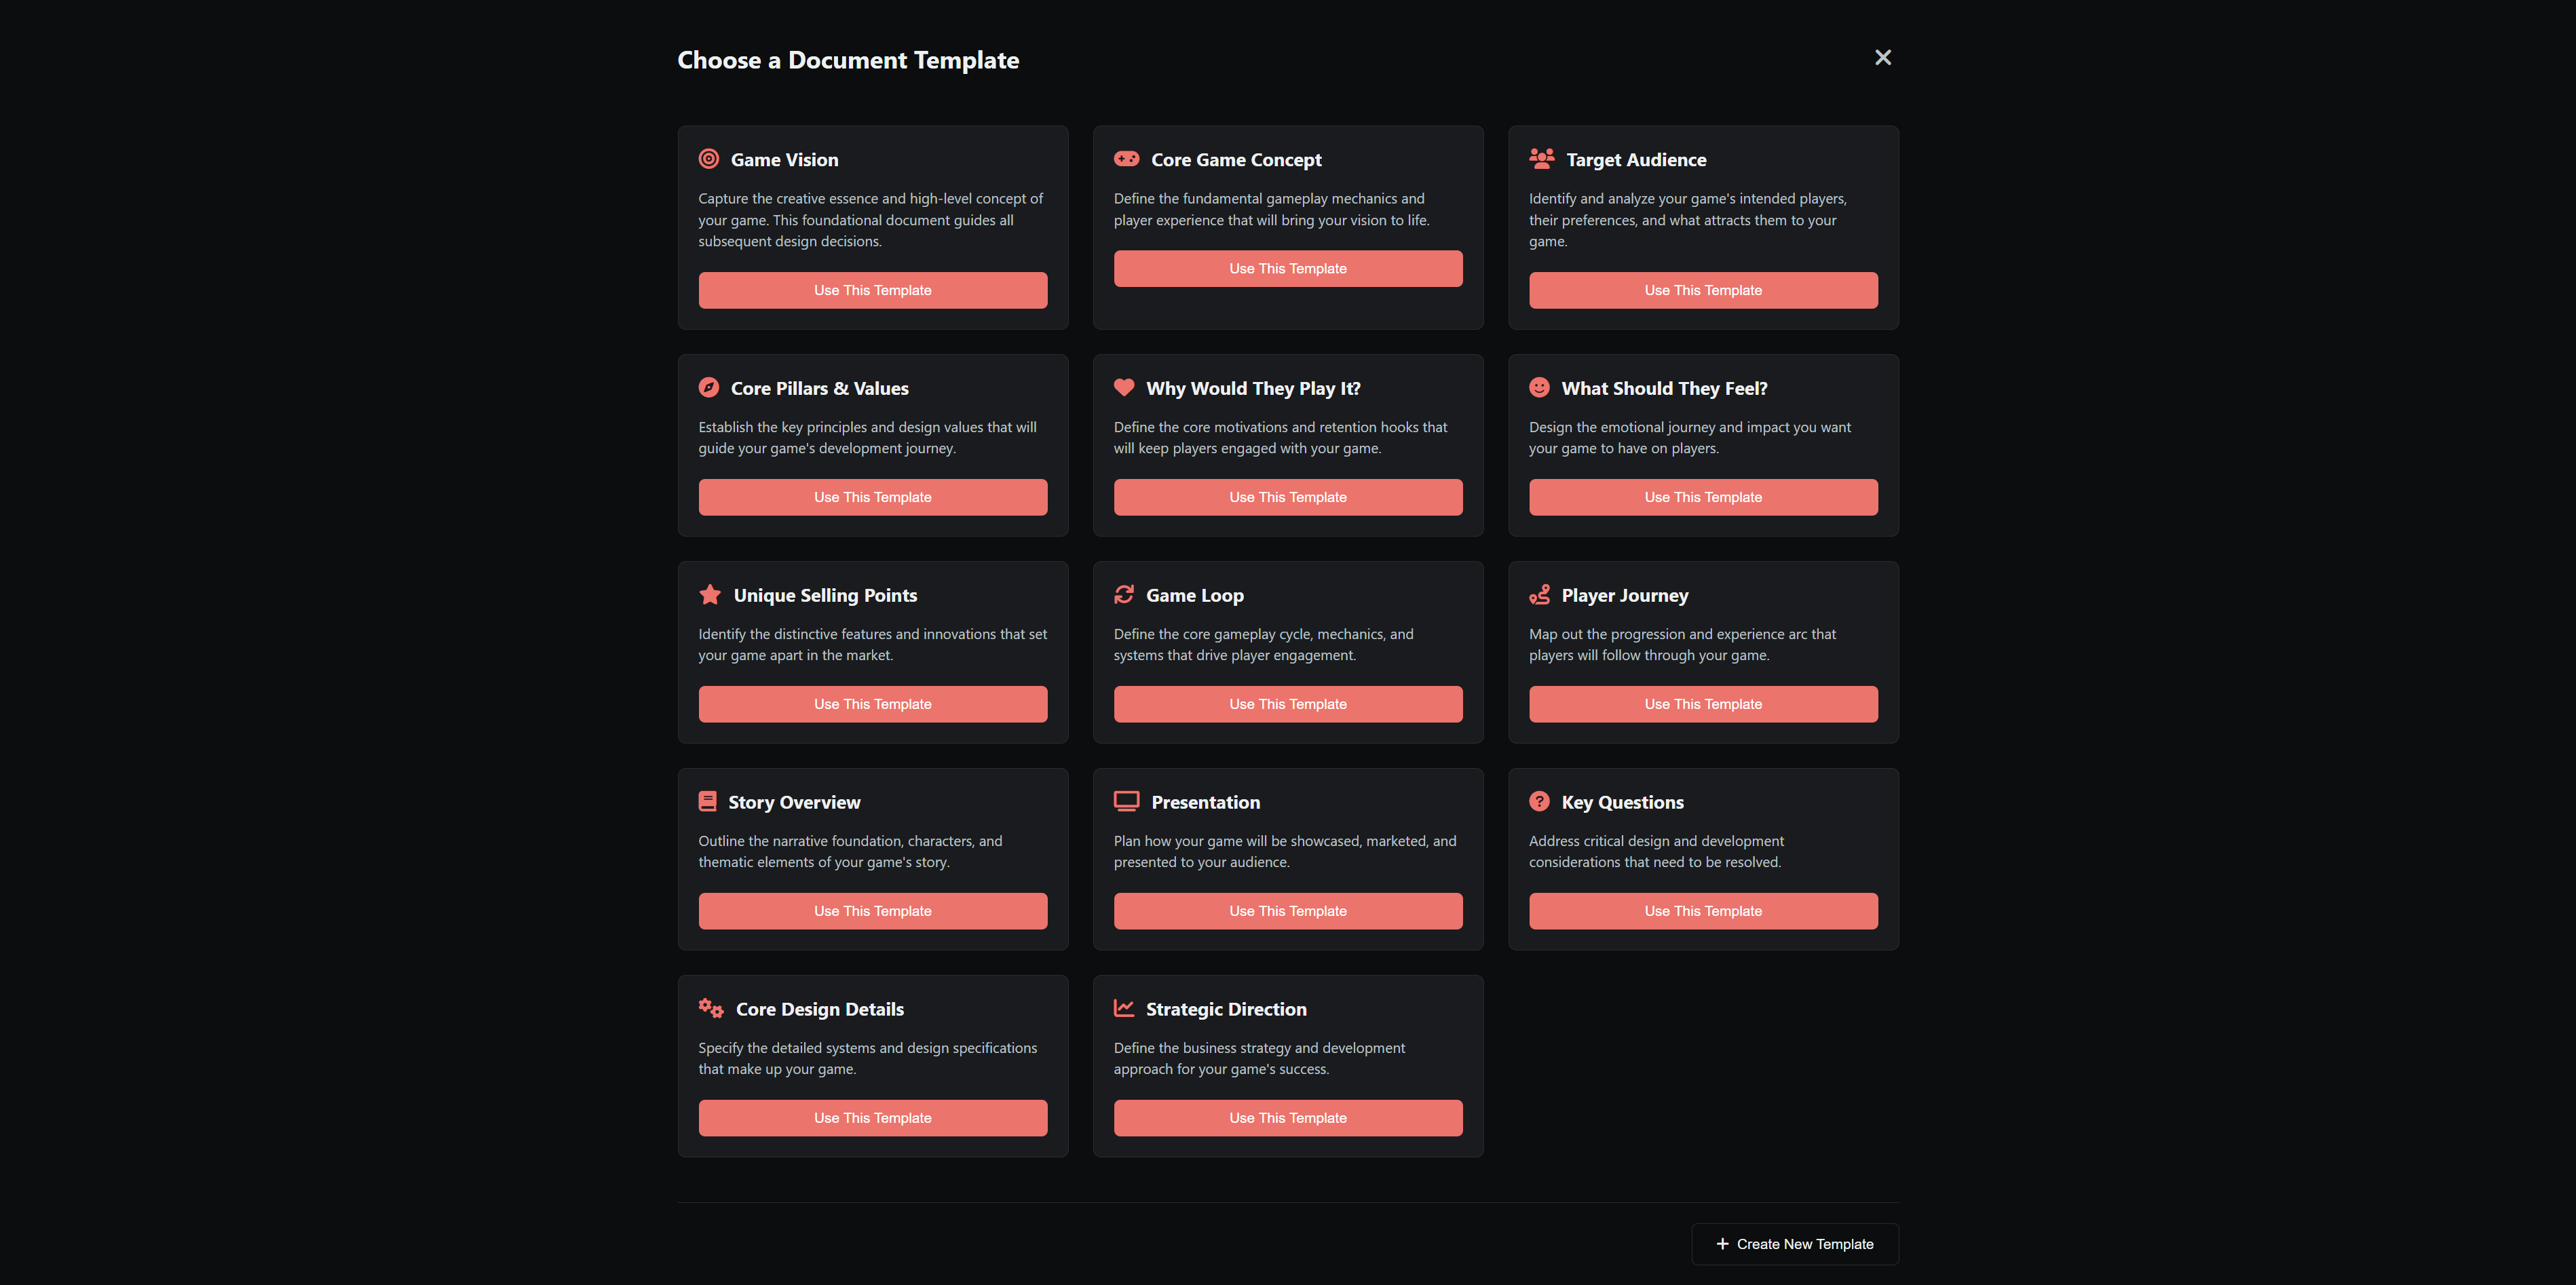 Choose a Document Template
Game Vision
Capture the creative essence and high-level concept of
your game. This foundational document guides all
subsequent design decisions.
Use This Template
Core Game Concept
Define the fundamental gameplay mechanics and
player experience that will bring your vision to life.
Use This Template
Target Audience
Identify and analyze your game's intended players,
their preferences, and what attracts them to your
game.
Use This Template
Core Pillars & Values
Establish the key principles and design values that will
guide your game's development journey.
Use This Template
Why Would They Play It?
Define the core motivations and retention hooks that
will keep players engaged with your game.
Use This Template
What Should They Feel?
Design the emotional journey and impact you want
your game to have on players.
Use This Template
Unique Selling Points
Identify the distinctive features and innovations that set
your game apart in the market.
Use This Template
Game Loop
Define the core gameplay cycle, mechanics, and
systems that drive player engagement.
Use This Template
Player Journey
Map out the progression and experience arc that
players will follow through your game.
Use This Template
Story Overview
Outline the narrative foundation, characters, and
thematic elements of your game's story.
Use This Template
Presentation
Plan how your game will be showcased, marketed, and
presented to your audience.
Use This Template
Key Questions
Address critical design and development
considerations that need to be resolved.
Use This Template
Core Design Details
Specify the detailed systems and design specifications
that make up your game.
Use This Template
Strategic Direction
Define the business strategy and development
approach for your game's success.
Use This Template
+ Create New Template